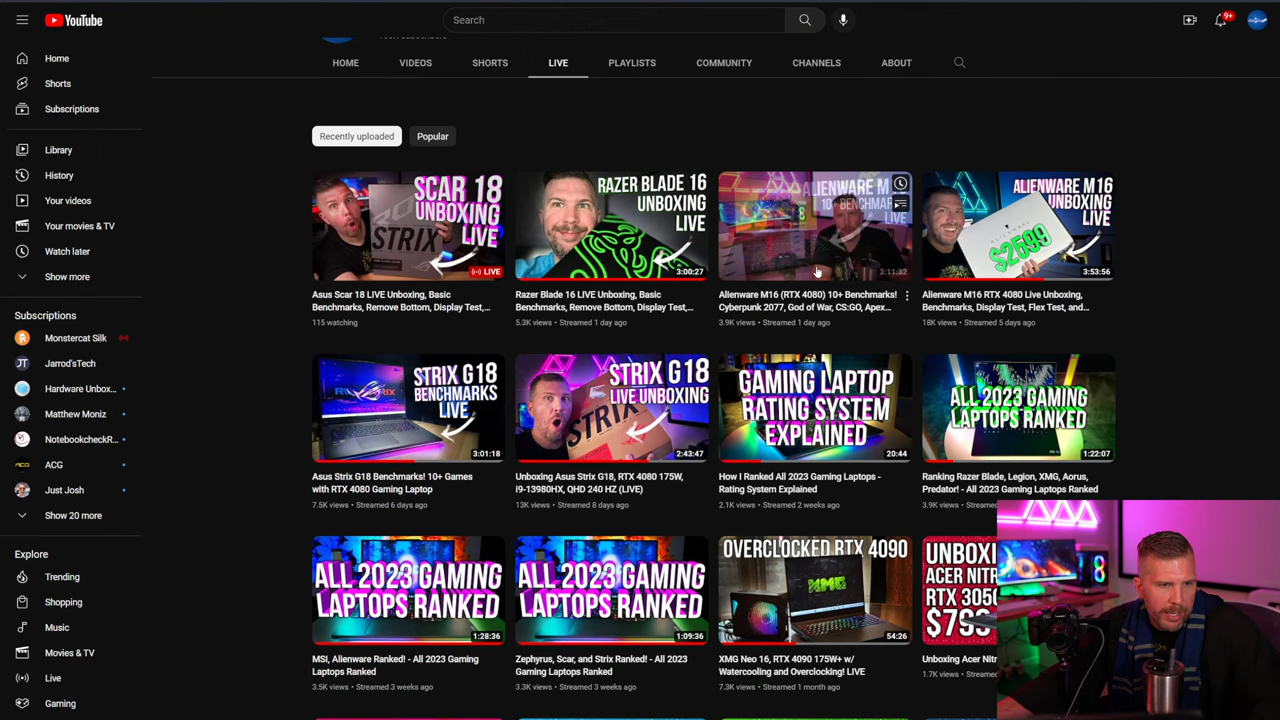 YouTube
Search
9+
Home
Shorts
Subscriptions
Library
History
Your videos
Your movies & TV
Watch later
Show more
Subscriptions
Monstercat Silk
Jarrod'sTech
Hardware Unbox...
Matthew Moniz
NotebookcheckR...
ACG
Just Josh
Show 20 more
Explore
Trending
Shopping
Music
Movies & TV
Live
Gaming
HOME
VIDEOS
SHORTS
LIVE
PLAYLISTS
COMMUNITY
CHANNELS
ABOUT
Recently uploaded
Popular
SCAR 18
UNBOXING
LIVE
STRIX
LIVE
Asus Scar 18 LIVE Unboxing, Basic
Benchmarks, Remove Bottom, Display Test,...
115 watching
RAZER BLADE 16
UNBOXING
LIVE
3:00:27
Razer Blade 16 LIVE Unboxing, Basic
Benchmarks, Remove Bottom, Display Test,...
5.3K views • Streamed 1 day ago
ALIENWARE M
LIVE
3:11:32
Alienware M16 (RTX 4080) 10+ Benchmarks!
Cyberpunk 2077, God of War, CS:GO, Apex...
3.9K views • Streamed 1 day ago
ALIENWARE M16
UNBOXING
LIVE
ALIENWARE
$2599
3:53:56
Alienware M16 RTX 4080 Live Unboxing,
Benchmarks, Display Test, Flex Test, and...
18K views • Streamed 5 days ago
STRIX G18
BENCHMARKS
LIVE
3:01:18
Asus Strix G18 Benchmarks! 10+ Games
with RTX 4080 Gaming Laptop
7.5K views • Streamed 6 days ago
STRIX G18
LIVE UNBOXING
STRIX
2:43:47
Unboxing Asus Strix G18, RTX 4080 175W,
i9-13980HX, QHD 240 HZ (LIVE)
13K views • Streamed 8 days ago
GAMING LAPTOP
RATING SYSTEM
EXPLAINED
20:44
How I Ranked All 2023 Gaming Laptops -
Rating System Explained
2.1K views • Streamed 2 weeks ago
ALL 2023 GAMING
LAPTOPS RANKED
1:22:07
Ranking Razer Blade, Legion, XMG, Aorus,
Predator! - All 2023 Gaming Laptops Ranked
3.9K views • Streamed
ALL 2023 GAMING
LAPTOPS RANKED
1:28:36
MSI, Alienware Ranked! - All 2023 Gaming
Laptops Ranked
3.5K views • Streamed 3 weeks ago
ALL 2023 GAMING
LAPTOPS RANKED
1:09:36
Zephyrus, Scar, and Strix Ranked! - All 2023
Gaming Laptops Ranked
3.3K views • Streamed 3 weeks ago
OVERCLOCKED RTX 4090
XMG
54:26
XMG Neo 16, RTX 4090 175W+ w/
Watercooling and Overclocking! LIVE
7.3K views • Streamed 1 month ago
ACER NITR
RTX 305
$799
Unboxing Acer Nitr
1.7K views • Streamed